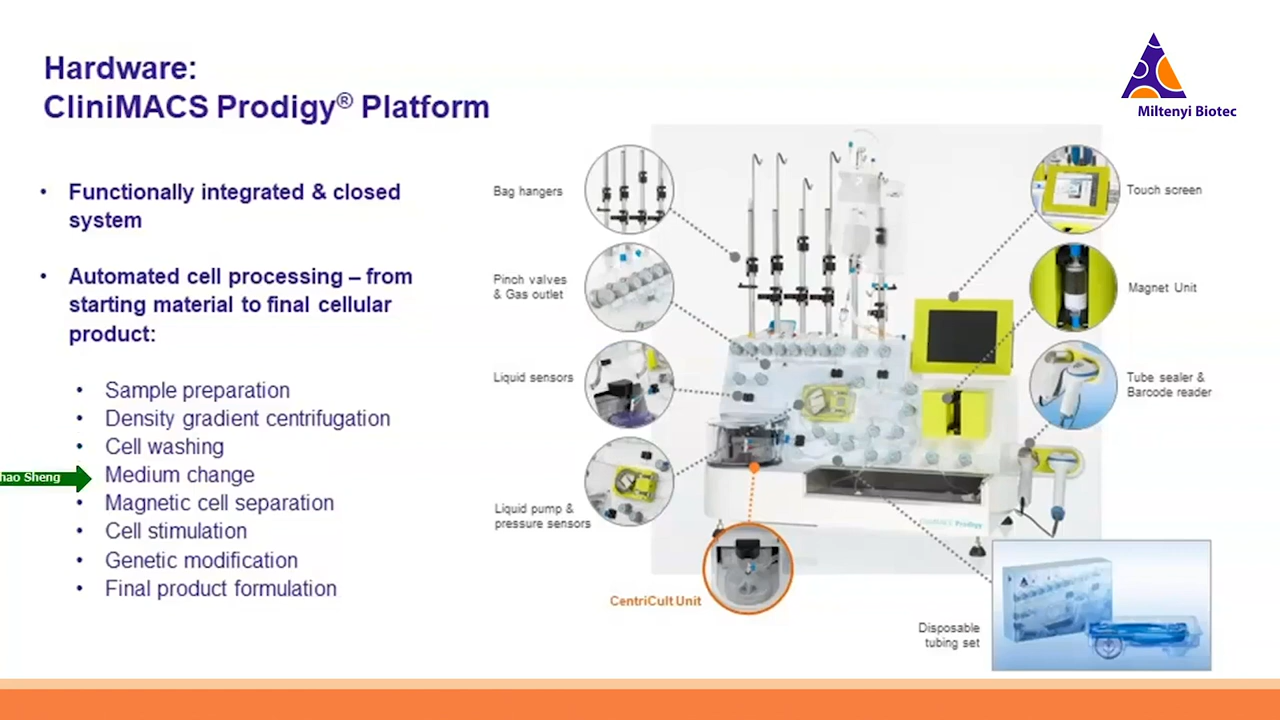 Hardware:
CliniMACS Prodigy® Platform
Miltenyi Biotec
• Functionally integrated & closed
system
• Automated cell processing – from
starting material to final cellular
product:
• Sample preparation
• Density gradient centrifugation
• Cell washing
• Medium change
• Magnetic cell separation
• Cell stimulation
• Genetic modification
• Final product formulation
hao Sheng
Bag hangers
Pinch valves
& Gas outlet
Liquid sensors
Liquid pump &
pressure sensors
CentriCult Unit
Touch screen
Magnet Unit
Tube sealer &
Barcode reader
CliniMACS Prodigy
Disposable
tubing set